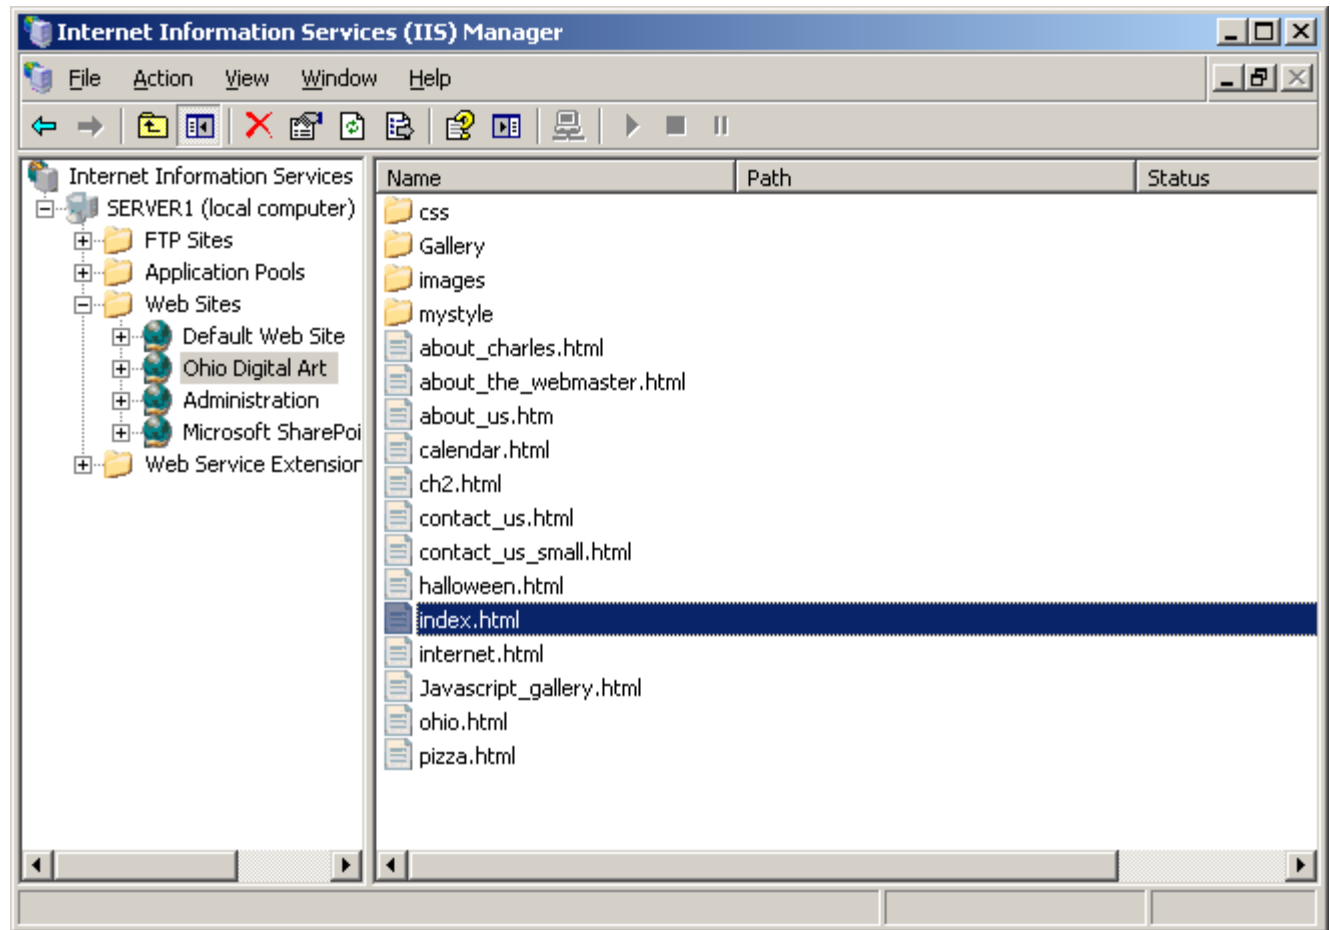 Internet Information Services (IIS) Manager
File Action View Window Help
Internet Information Services
SERVER1 (local computer)
FTP Sites
Application Pools
Web Sites
Default Web Site
Ohio Digital Art
Administration
Microsoft SharePoi
Web Service Extension
Name Path Status
css
Gallery
images
mystyle
about_charles.html
about_the_webmaster.html
about_us.htm
calendar.html
ch2.html
contact_us.html
contact_us_small.html
halloween.html
index.html
internet.html
Javascript_gallery.html
ohio.html
pizza.html